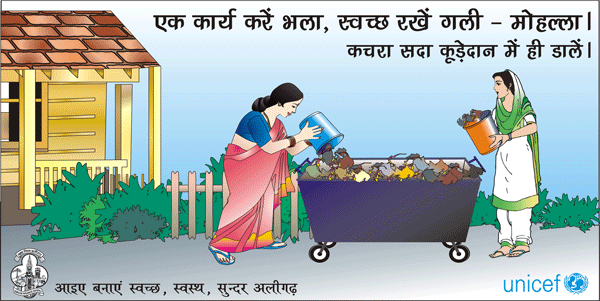 एक कार्य करें भला, स्वच्छ रखें गली - मोहल्ला।
कचरा सदा कूड़ेदान में ही डालें।
आइए बनाएं स्वच्छ, स्वस्थ, सुन्दर अलीगढ़
unicef